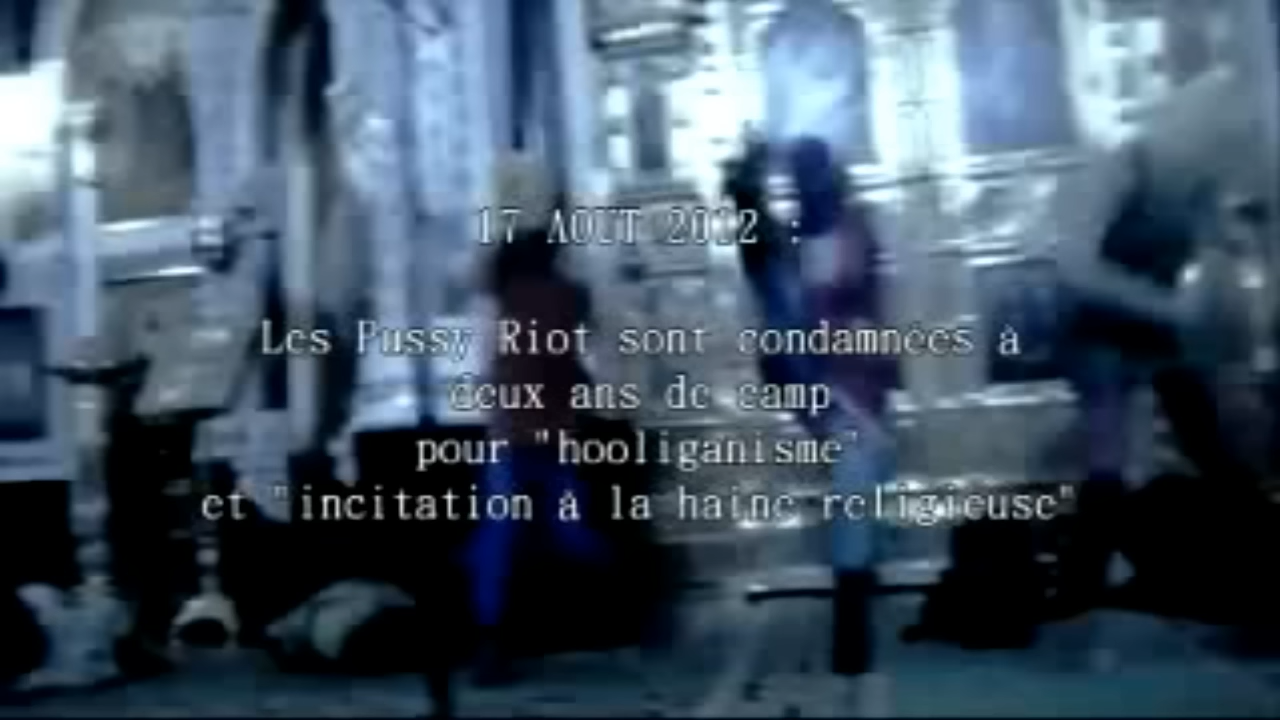 17 AOUT 2012 :
Les Pussy Riot sont condamnées à
deux ans de camp
pour "hooliganisme"
et "incitation à la haine religieuse"